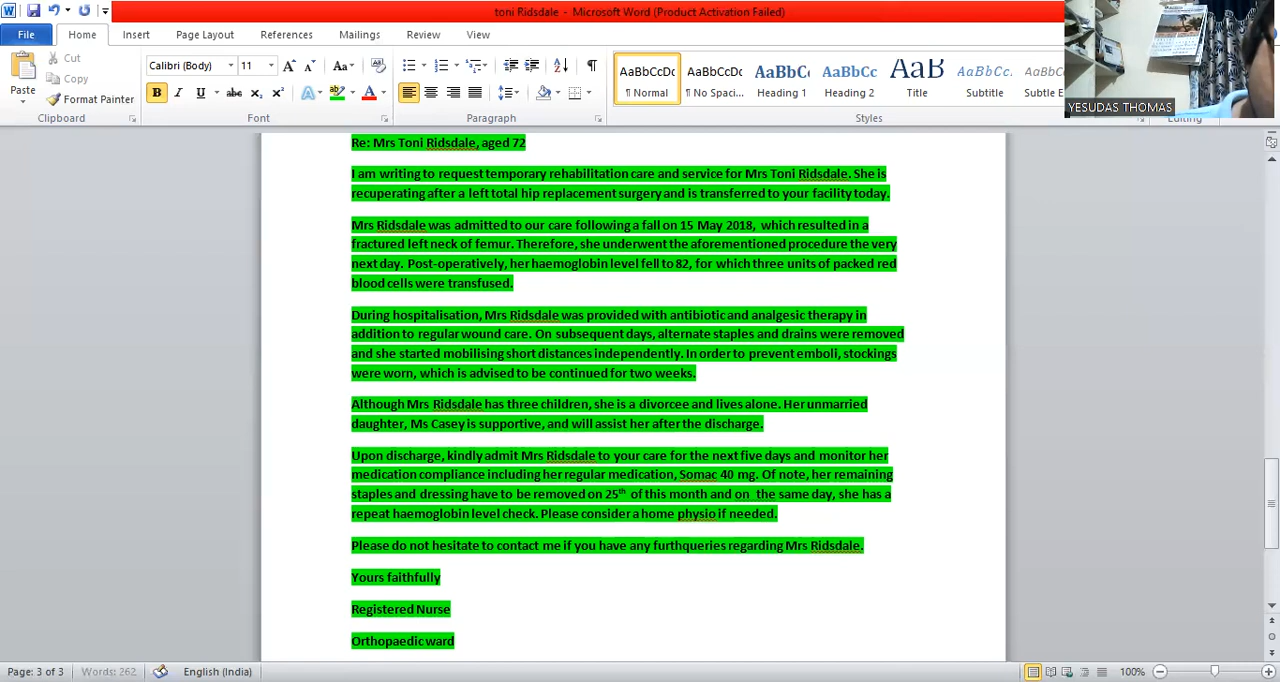 toni Ridsdale - Microsoft Word (Product Activation Failed)
File Home Insert Page Layout References Mailings Review View
Cut
Copy
Paste
Format Painter
Clipboard
Calibri (Body) 11
Font
Paragraph
AaBbCcDc AaBbCcDc AaBbC AaBbCc AaB AaBbCc. AaBbCc
¶ Normal ¶ No Spaci... Heading 1 Heading 2 Title Subtitle Subtle E
Styles
Editing
YESUDAS THOMAS
Re: Mrs Toni Ridsdale, aged 72
I am writing to request temporary rehabilitation care and service for Mrs Toni Ridsdale. She is
recuperating after a left total hip replacement surgery and is transferred to your facility today.
Mrs Ridsdale was admitted to our care following a fall on 15 May 2018, which resulted in a
fractured left neck of femur. Therefore, she underwent the aforementioned procedure the very
next day. Post-operatively, her haemoglobin level fell to 82, for which three units of packed red
blood cells were transfused.
During hospitalisation, Mrs Ridsdale was provided with antibiotic and analgesic therapy in
addition to regular wound care. On subsequent days, alternate staples and drains were removed
and she started mobilising short distances independently. In order to prevent emboli, stockings
were worn, which is advised to be continued for two weeks.
Although Mrs Ridsdale has three children, she is a divorcee and lives alone. Her unmarried
daughter, Ms Casey is supportive, and will assist her after the discharge.
Upon discharge, kindly admit Mrs Ridsdale to your care for the next five days and monitor her
medication compliance including her regular medication, Somac 40 mg. Of note, her remaining
staples and dressing have to be removed on 25th of this month and on the same day, she has a
repeat haemoglobin level check. Please consider a home physio if needed.
Please do not hesitate to contact me if you have any furthqueries regarding Mrs Ridsdale.
Yours faithfully
Registered Nurse
Orthopaedic ward
Page: 3 of 3 Words: 262 English (India) 100%